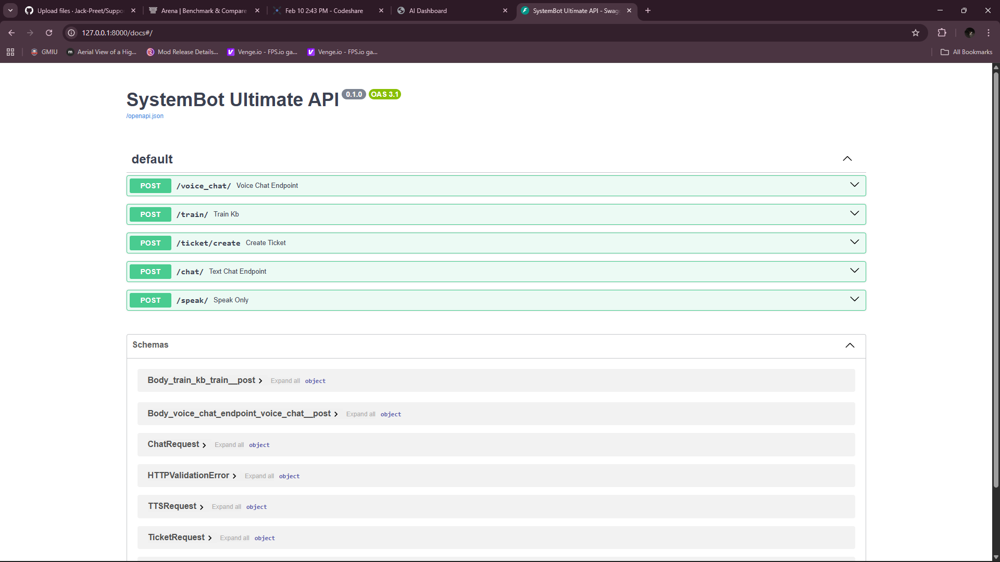 Upload files · Jack-Preet/Suppo
Arena | Benchmark & Compare
Feb 10 2:43 PM - Codeshare
AI Dashboard
SystemBot Ultimate API - Swag
127.0.0.1:8000/docs#/
GMIU
Aerial View of a Hig...
Mod Release Details...
Venge.io - FPS.io ga...
Venge.io - FPS.io ga...
All Bookmarks
SystemBot Ultimate API 0.1.0 OAS 3.1
/openapi.json
default
POST /voice_chat/ Voice Chat Endpoint
POST /train/ Train Kb
POST /ticket/create Create Ticket
POST /chat/ Text Chat Endpoint
POST /speak/ Speak Only
Schemas
Body_train_kb_train__post Expand all object
Body_voice_chat_endpoint_voice_chat__post Expand all object
ChatRequest Expand all object
HTTPValidationError Expand all object
TTSRequest Expand all object
TicketRequest Expand all object